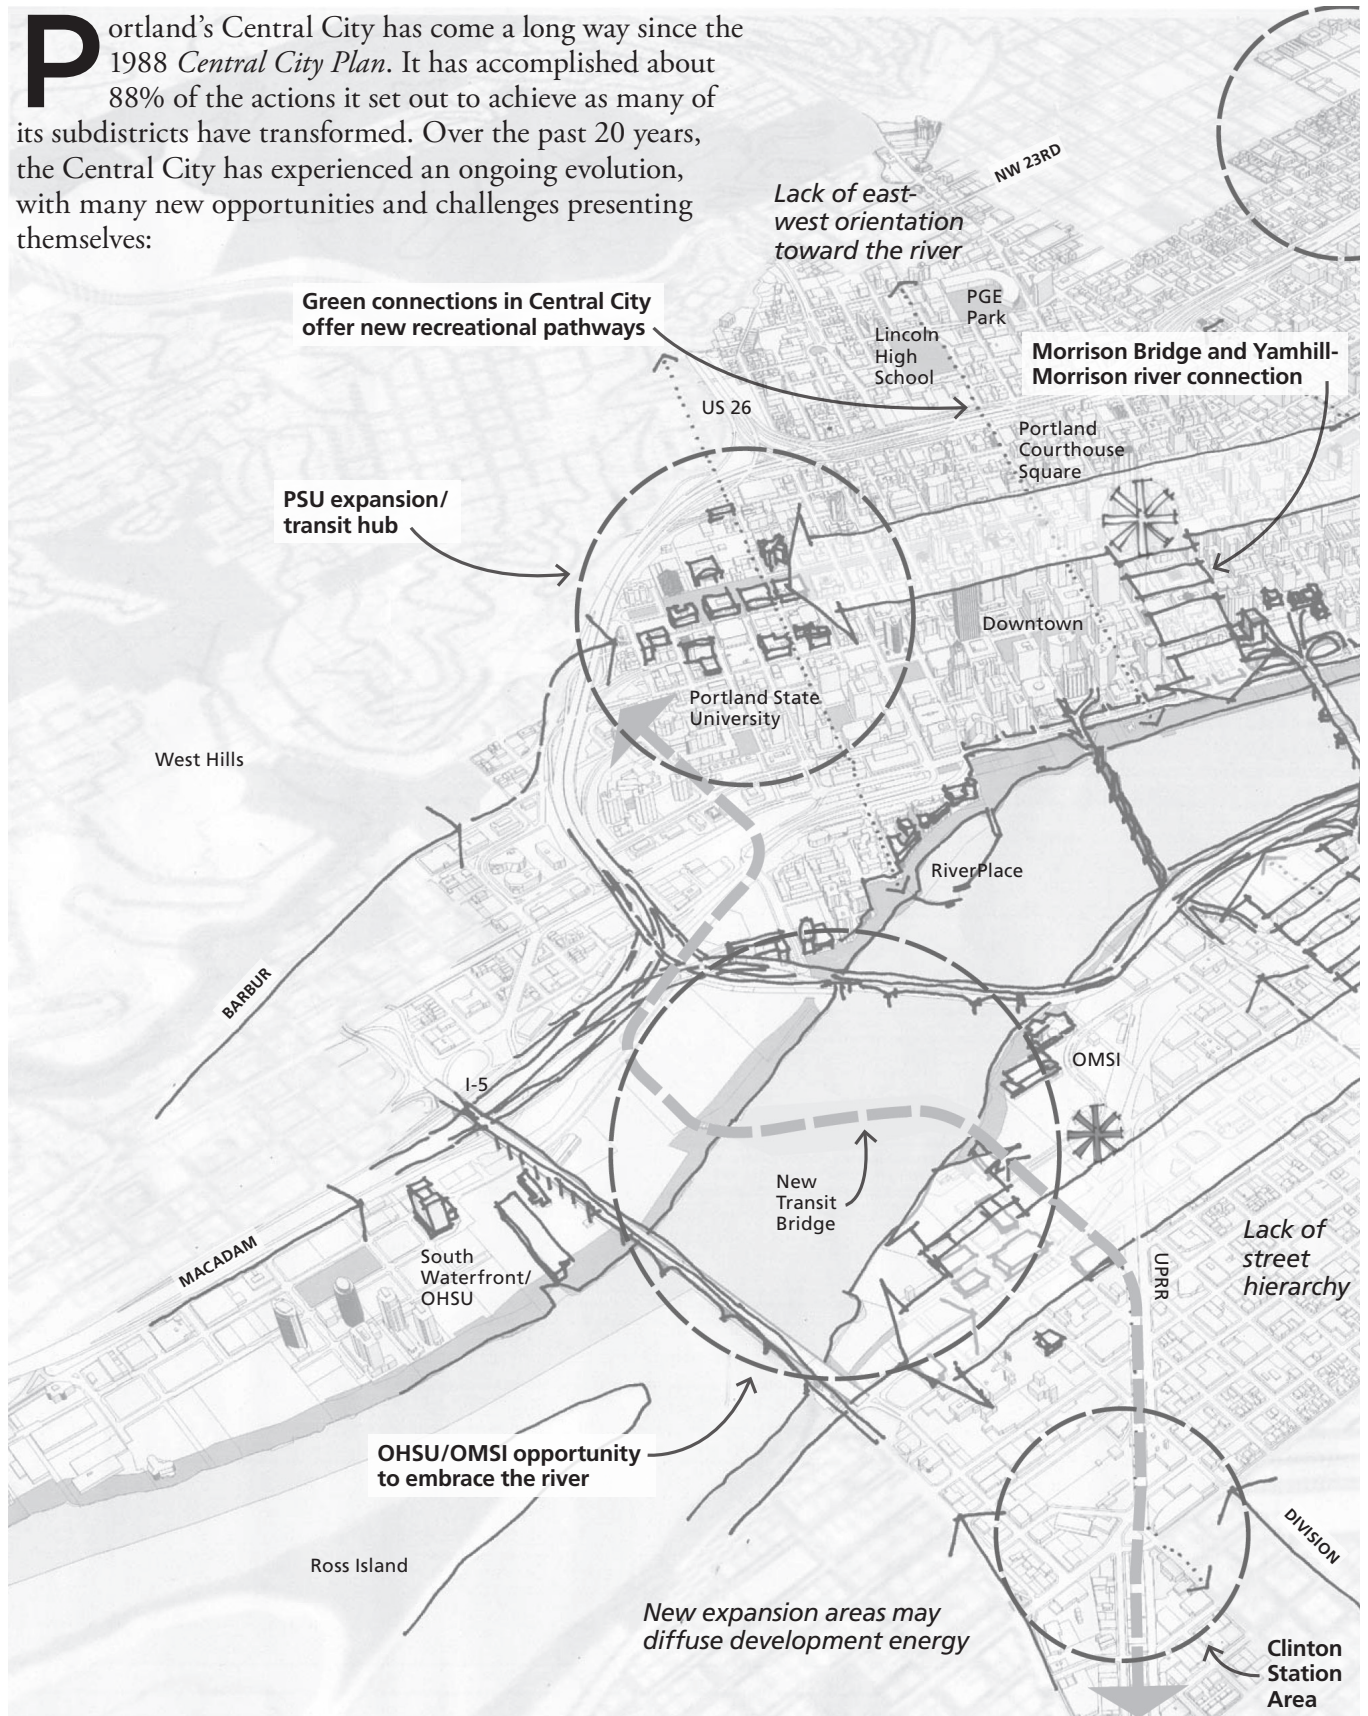 Portland’s Central City has come a long way since the
1988 Central City Plan. It has accomplished about
88% of the actions it set out to achieve as many of
its subdistricts have transformed. Over the past 20 years,
the Central City has experienced an ongoing evolution,
with many new opportunities and challenges presenting
themselves:
NW 23RD
Lack of east-
west orientation
toward the river
Green connections in Central City
offer new recreational pathways
PGE
Park
Lincoln
High
School
Morrison Bridge and Yamhill-
Morrison river connection
US 26
Portland
Courthouse
Square
PSU expansion/
transit hub
Downtown
Portland State
University
West Hills
RiverPlace
BARBUR
OMSI
I-5
New
Transit
Bridge
MACADAM
South
Waterfront/
OHSU
UPRR
Lack of
street
hierarchy
OHSU/OMSI opportunity
to embrace the river
DIVISION
Ross Island
New expansion areas may
diffuse development energy
Clinton
Station
Area